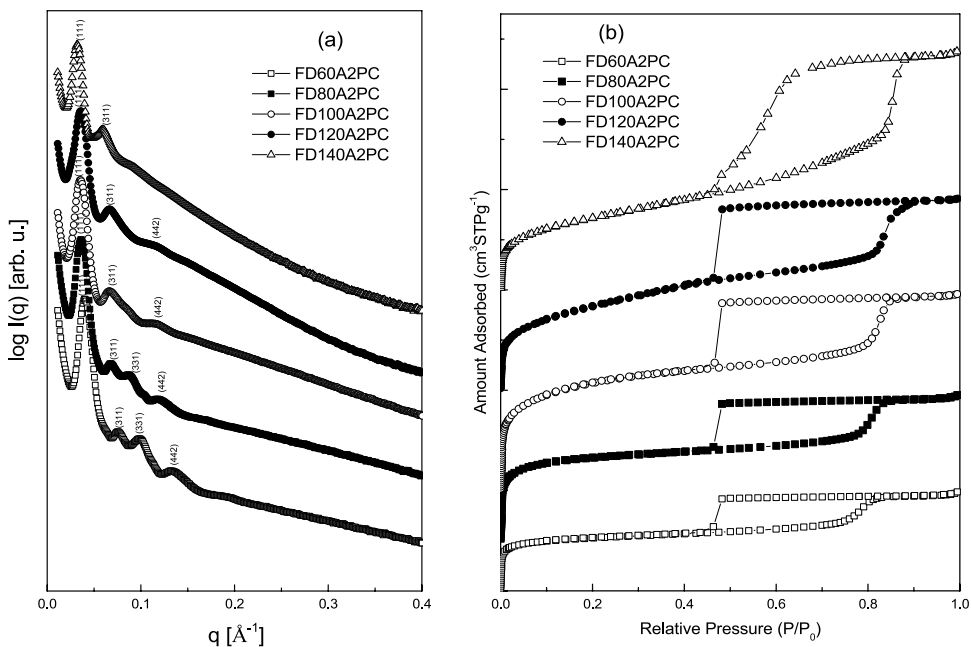 (a)
FD60A2PC
FD80A2PC
FD100A2PC
FD120A2PC
FD140A2PC
(111)
(311)
(111)
(311)
(442)
(311)
(442)
(311)
(331)
(442)
(311)
(331)
(442)
log I(q) [arb. u.]
0.0 0.1 0.2 0.3 0.4
q [Å-1]
(b)
FD60A2PC
FD80A2PC
FD100A2PC
FD120A2PC
FD140A2PC
Amount Adsorbed (cm3STPg-1)
0.0 0.2 0.4 0.6 0.8 1.0
Relative Pressure (P/P0)